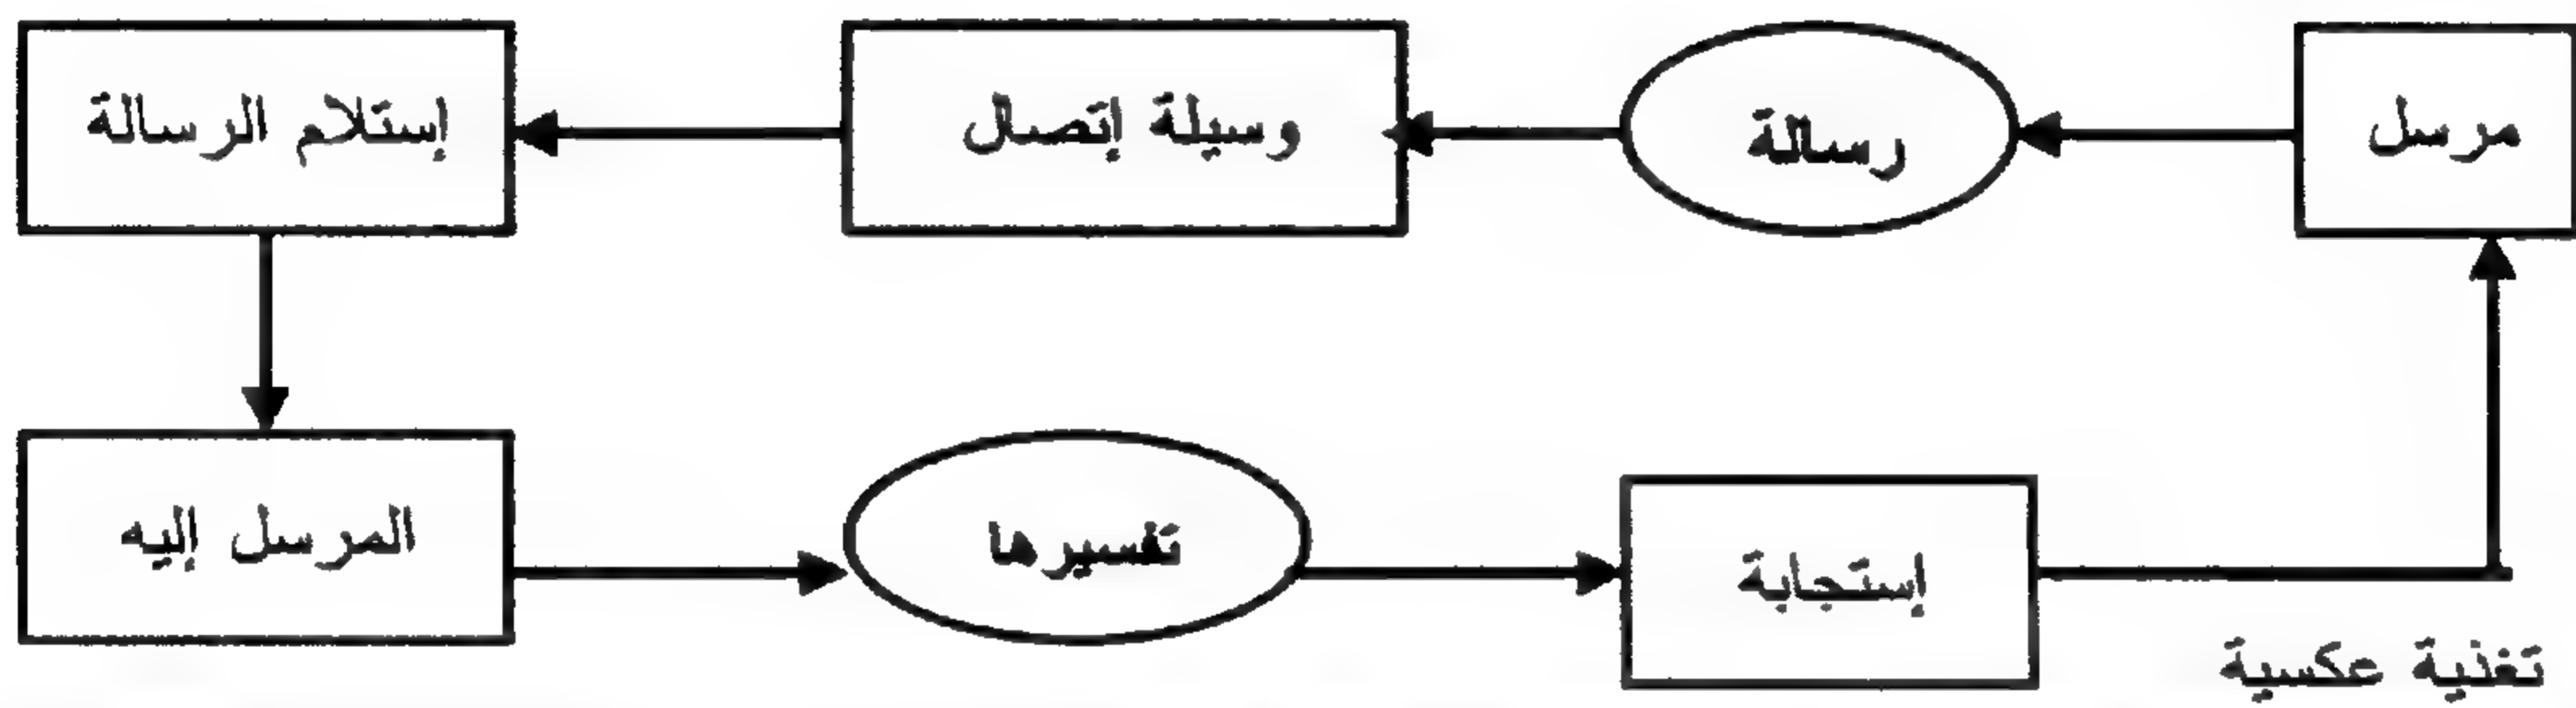 مرسل
رسالة
وسيلة إتصال
إستلام الرسالة
المرسل إليه
تفسيرها
إستجابة
تغذية عكسية